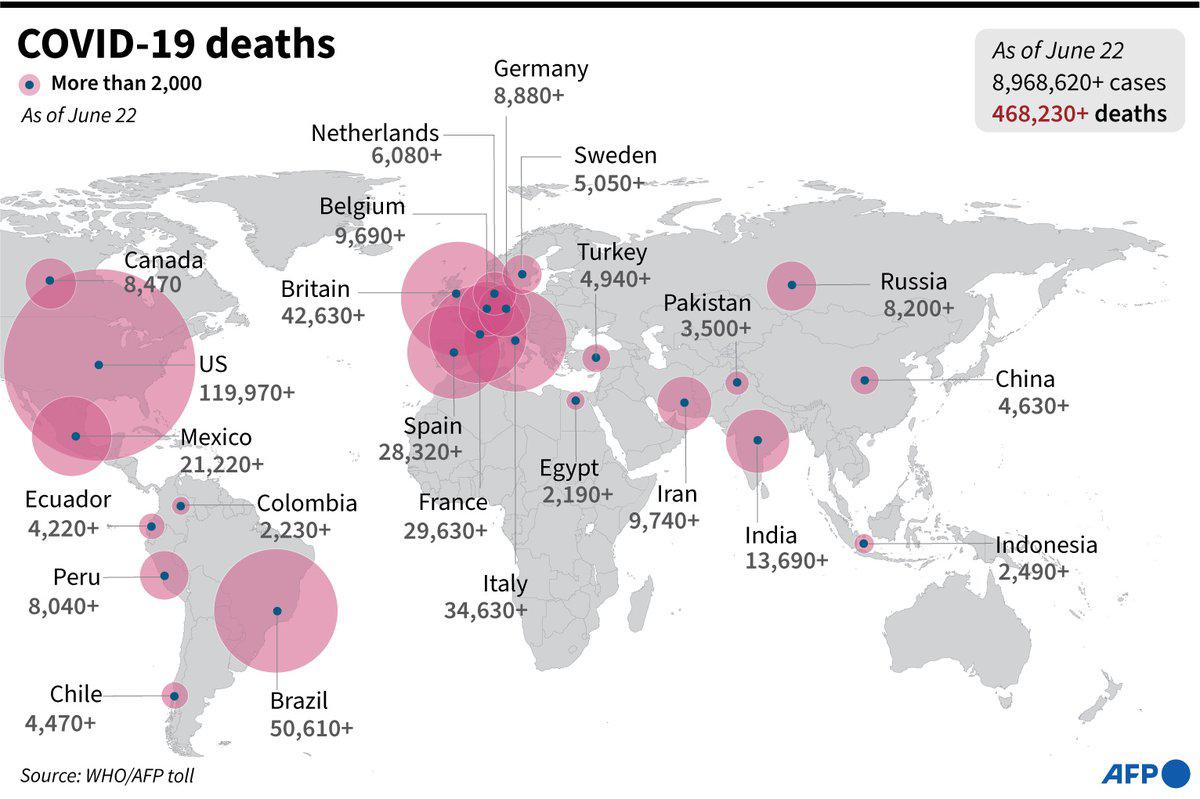 COVID-19 deaths
More than 2,000
As of June 22
As of June 22
8,968,620+ cases
468,230+ deaths
Germany
8,880+
Netherlands
6,080+
Sweden
5,050+
Belgium
9,690+
Turkey
4,940+
Canada
8,470
Britain
42,630+
Russia
8,200+
Pakistan
3,500+
US
119,970+
China
4,630+
Mexico
21,220+
Spain
28,320+
Egypt
2,190+
Iran
9,740+
Ecuador
4,220+
Colombia
2,230+
France
29,630+
India
13,690+
Indonesia
2,490+
Peru
8,040+
Italy
34,630+
Chile
4,470+
Brazil
50,610+
Source: WHO/AFP toll
AFP